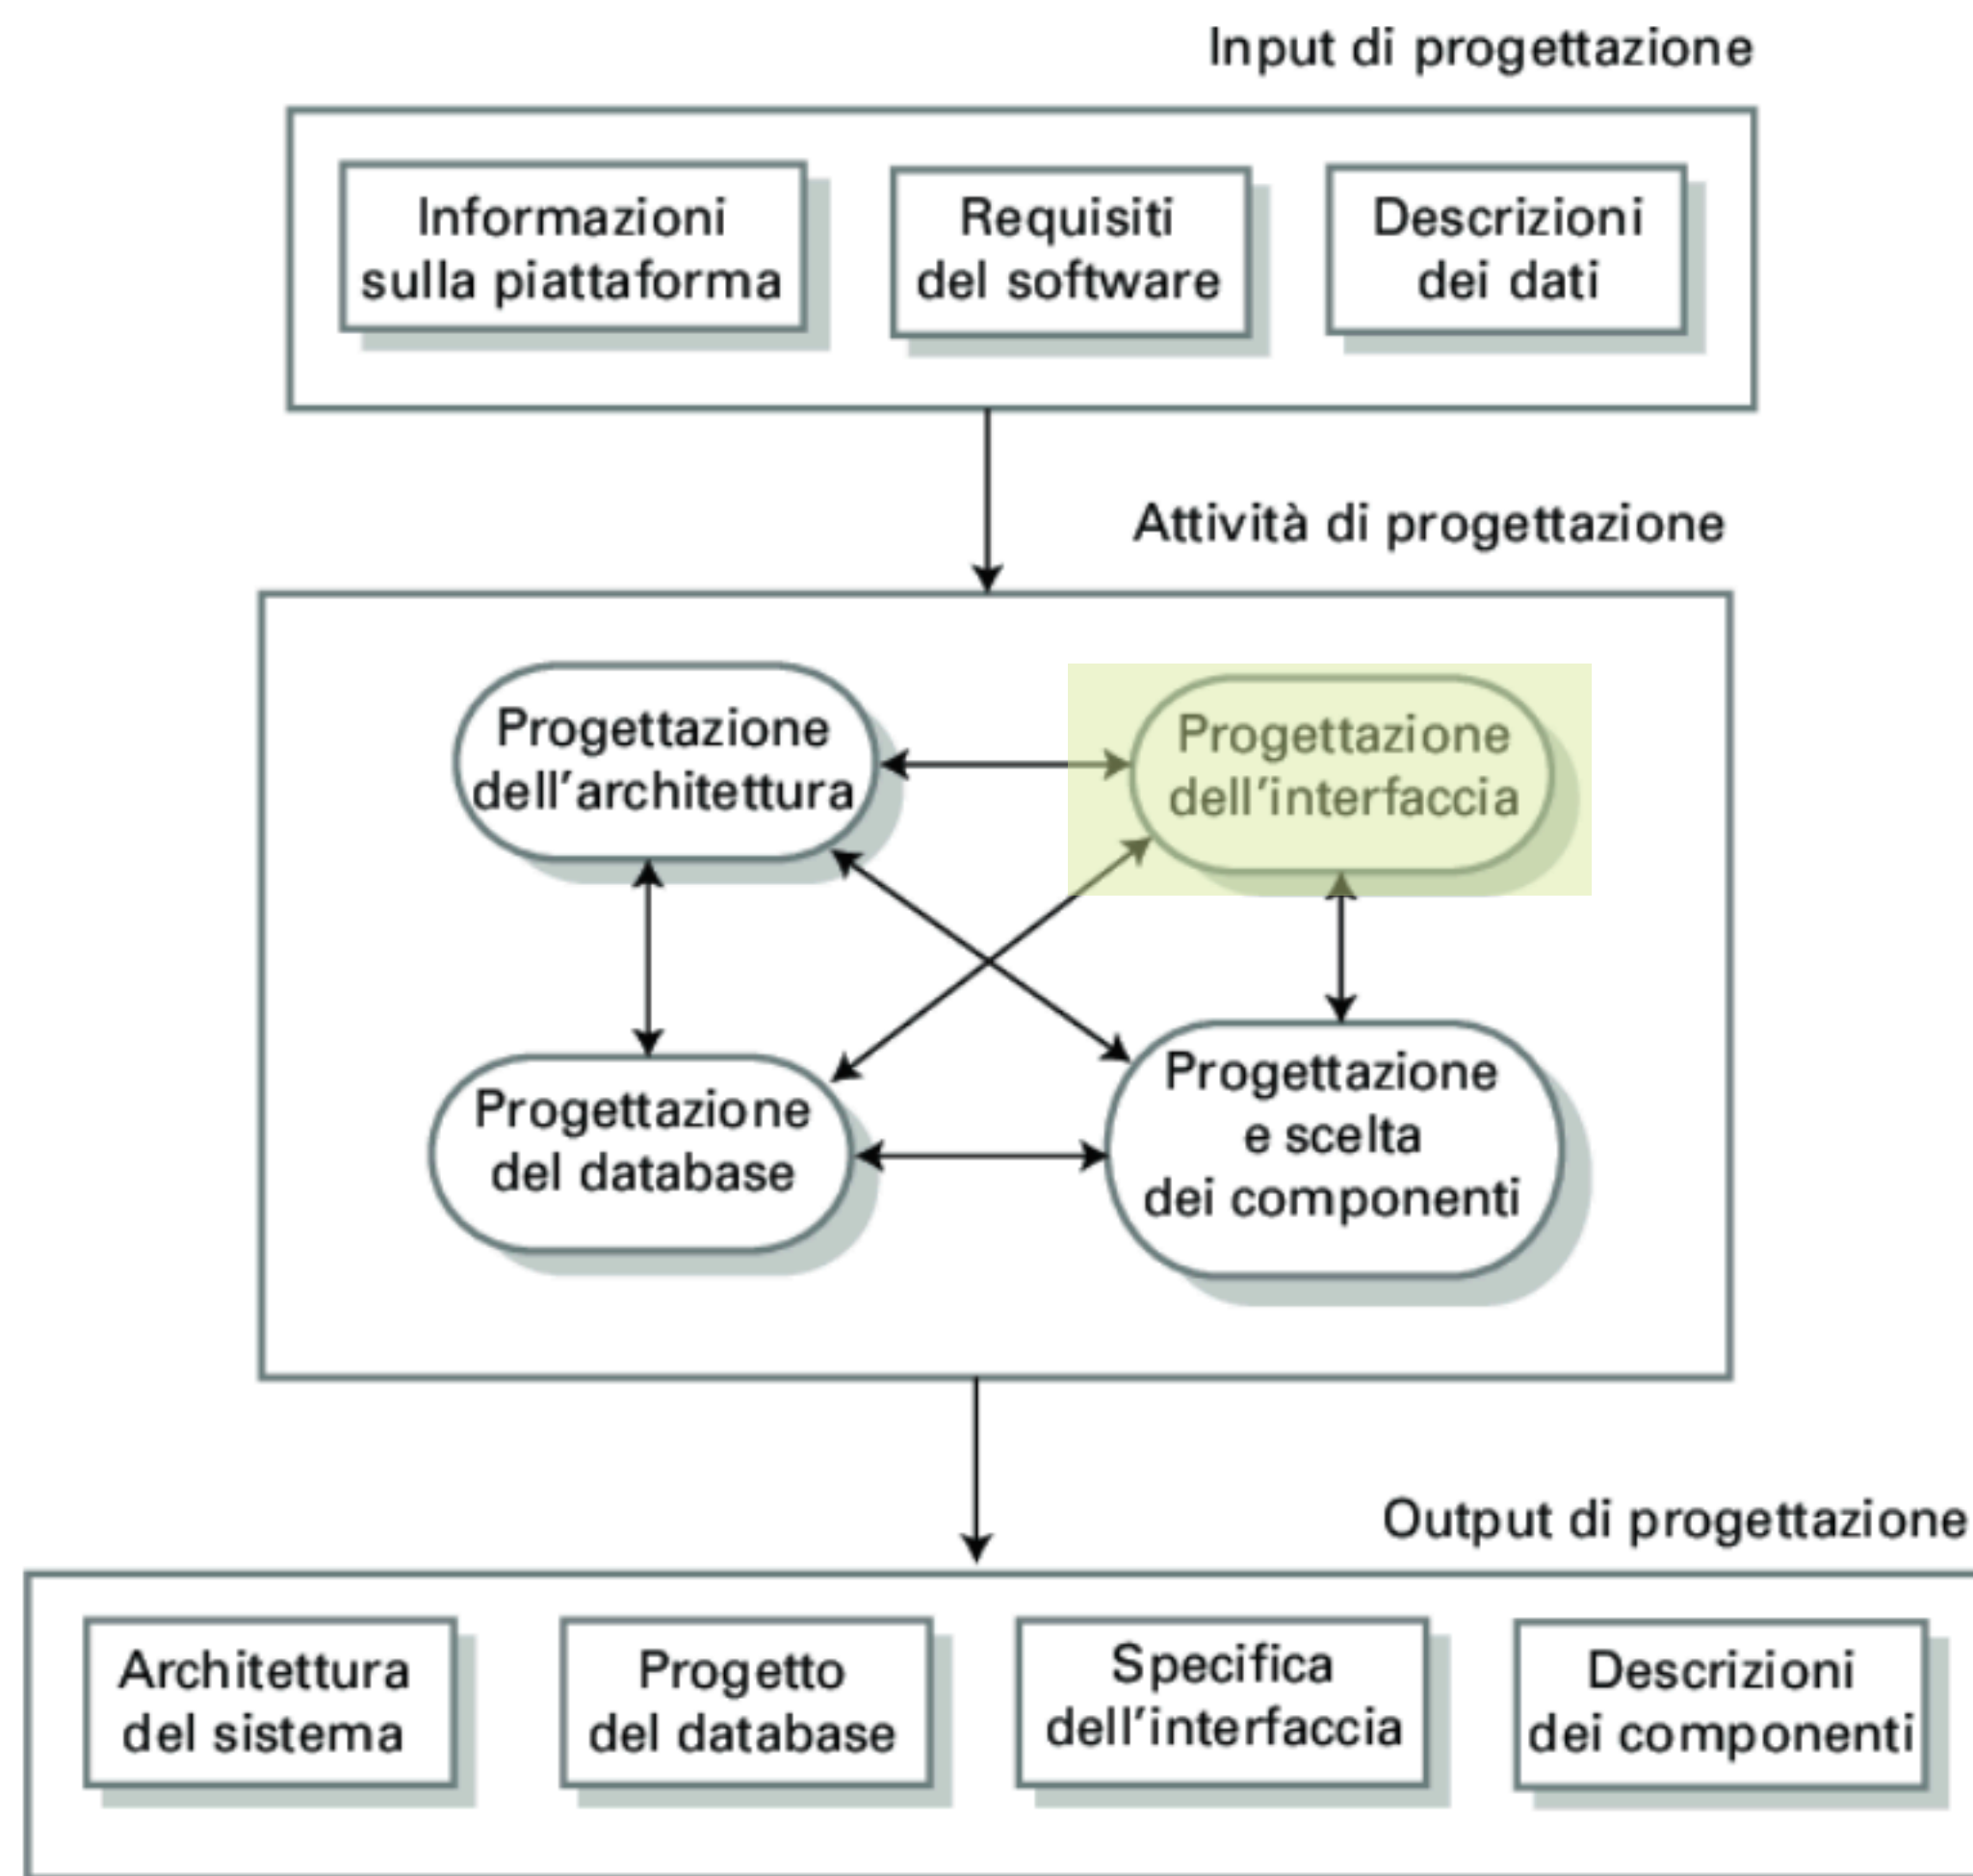 Input di progettazione
Informazioni
sulla piattaforma
Requisiti
del software
Descrizioni
dei dati
Attività di progettazione
Progettazione
dell'architettura
Progettazione
dell'interfaccia
Progettazione
del database
Progettazione
e scelta
dei componenti
Output di progettazione
Architettura
del sistema
Progetto
del database
Specifica
dell'interfaccia
Descrizioni
dei componenti